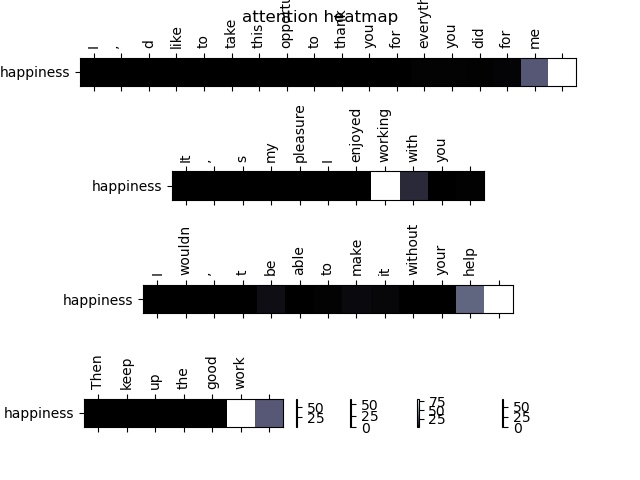 attention heatmap
I ’ d like to take this to thank you for you did for me
happiness
It ’ s my pleasure I enjoyed working with you
happiness
I wouldn ’ t be able to make it without your help
happiness
Then keep up the good work
happiness
50 25
50 25 0
75 50 25
50 25 0